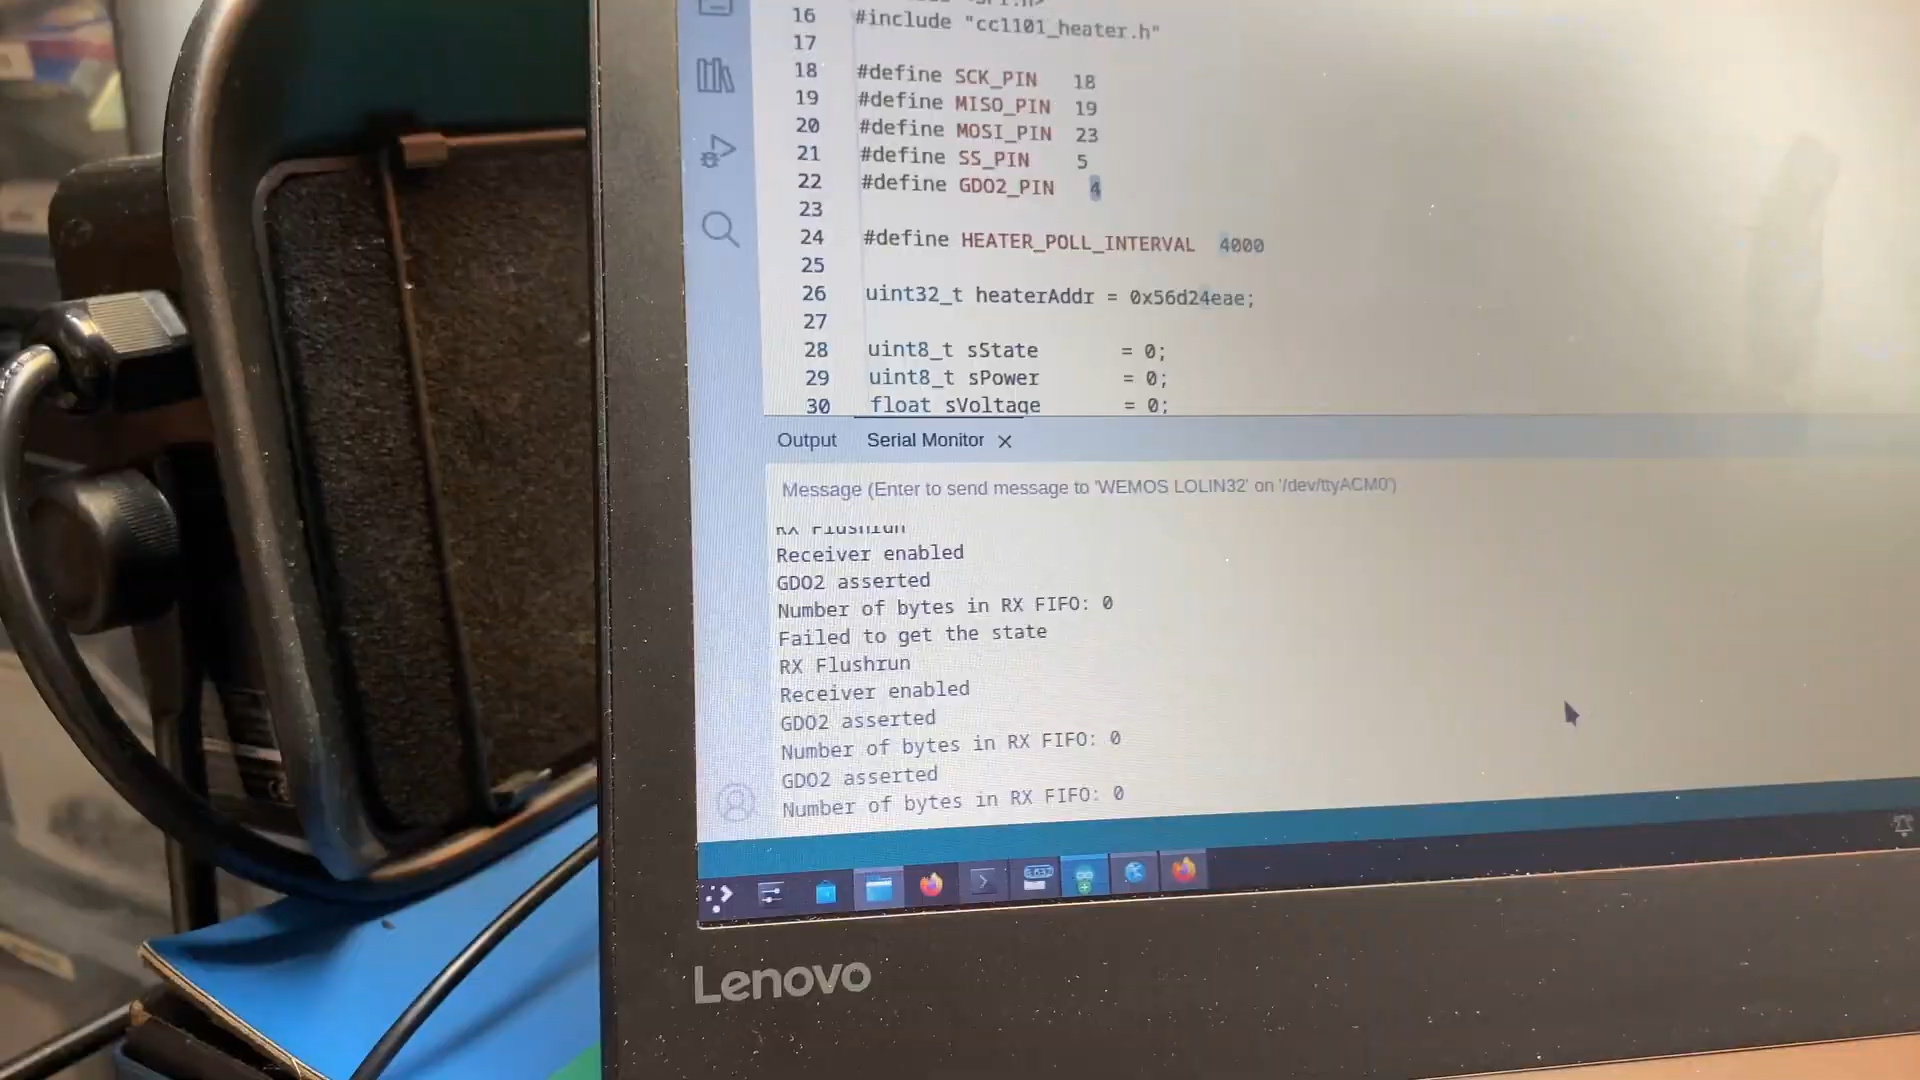 16 #include "cc1101_heater.h"
17
18 #define SCK_PIN 18
19 #define MISO_PIN 19
20 #define MOSI_PIN 23
21 #define SS_PIN 5
22 #define GDO2_PIN 4
23
24 #define HEATER_POLL_INTERVAL 4000
25
26 uint32_t heaterAddr = 0x56d24eae;
27
28 uint8_t sState = 0;
29 uint8_t sPower = 0;
30 float sVoltage = 0;
Output Serial Monitor
Message (Enter to send message to 'WEMOS LOLIN32' on '/dev/ttyACM0')
RX Flushrun
Receiver enabled
GDO2 asserted
Number of bytes in RX FIFO: 0
Failed to get the state
RX Flushrun
Receiver enabled
GDO2 asserted
Number of bytes in RX FIFO: 0
GDO2 asserted
Number of bytes in RX FIFO: 0
Lenovo